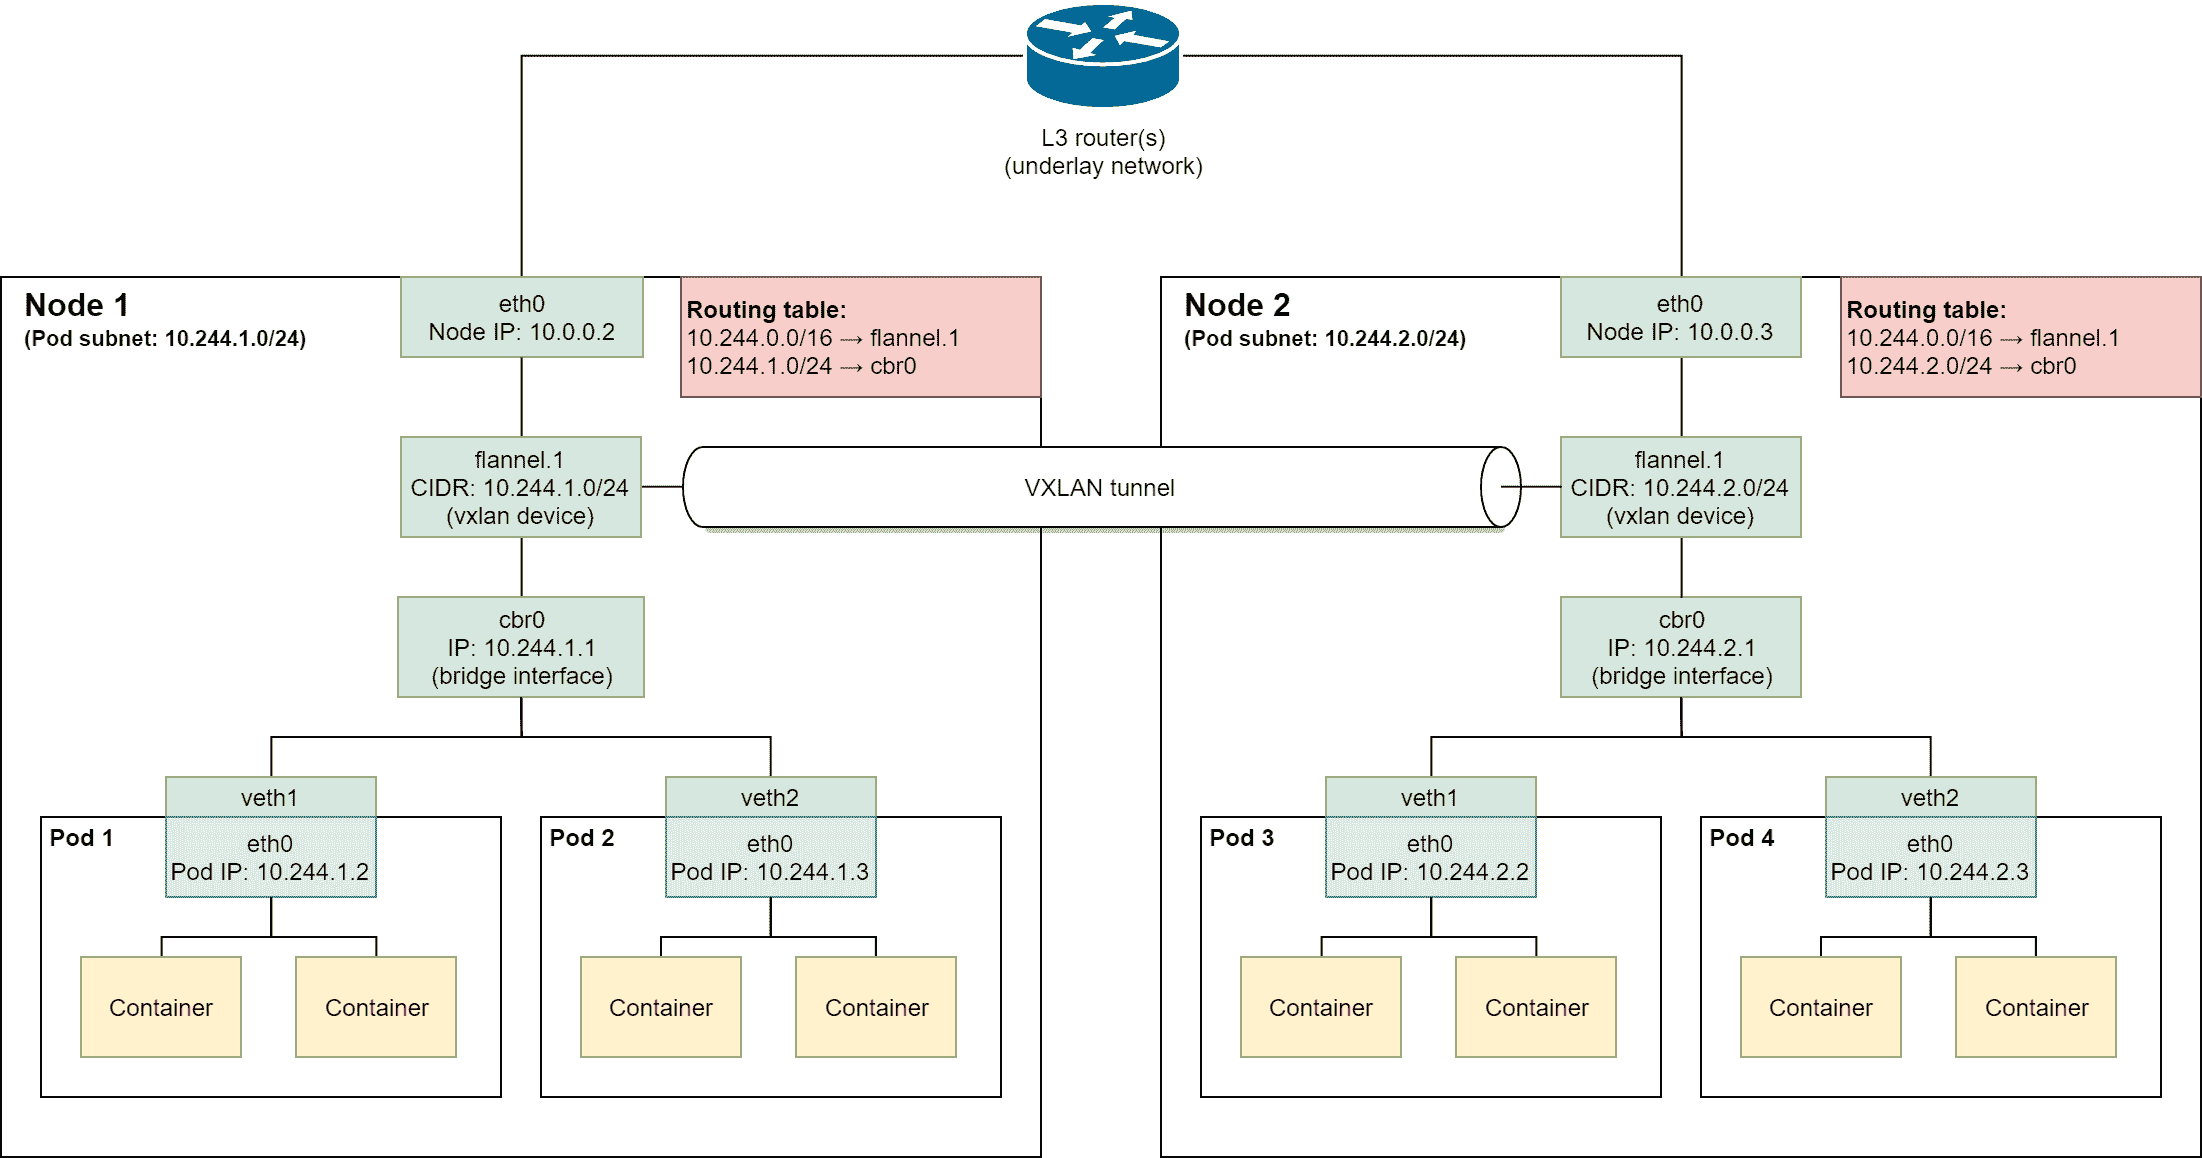 L3 router(s)
(underlay network)
Node 1
(Pod subnet: 10.244.1.0/24)
eth0
Node IP: 10.0.0.2
Routing table:
10.244.0.0/16 → flannel.1
10.244.1.0/24 → cbr0
Node 2
(Pod subnet: 10.244.2.0/24)
eth0
Node IP: 10.0.0.3
Routing table:
10.244.0.0/16 → flannel.1
10.244.2.0/24 → cbr0
flannel.1
CIDR: 10.244.1.0/24
(vxlan device)
VXLAN tunnel
flannel.1
CIDR: 10.244.2.0/24
(vxlan device)
cbr0
IP: 10.244.1.1
(bridge interface)
cbr0
IP: 10.244.2.1
(bridge interface)
veth1
Pod 1
eth0
Pod IP: 10.244.1.2
Container
Container
veth2
Pod 2
eth0
Pod IP: 10.244.1.3
Container
Container
veth1
Pod 3
eth0
Pod IP: 10.244.2.2
Container
Container
veth2
Pod 4
eth0
Pod IP: 10.244.2.3
Container
Container